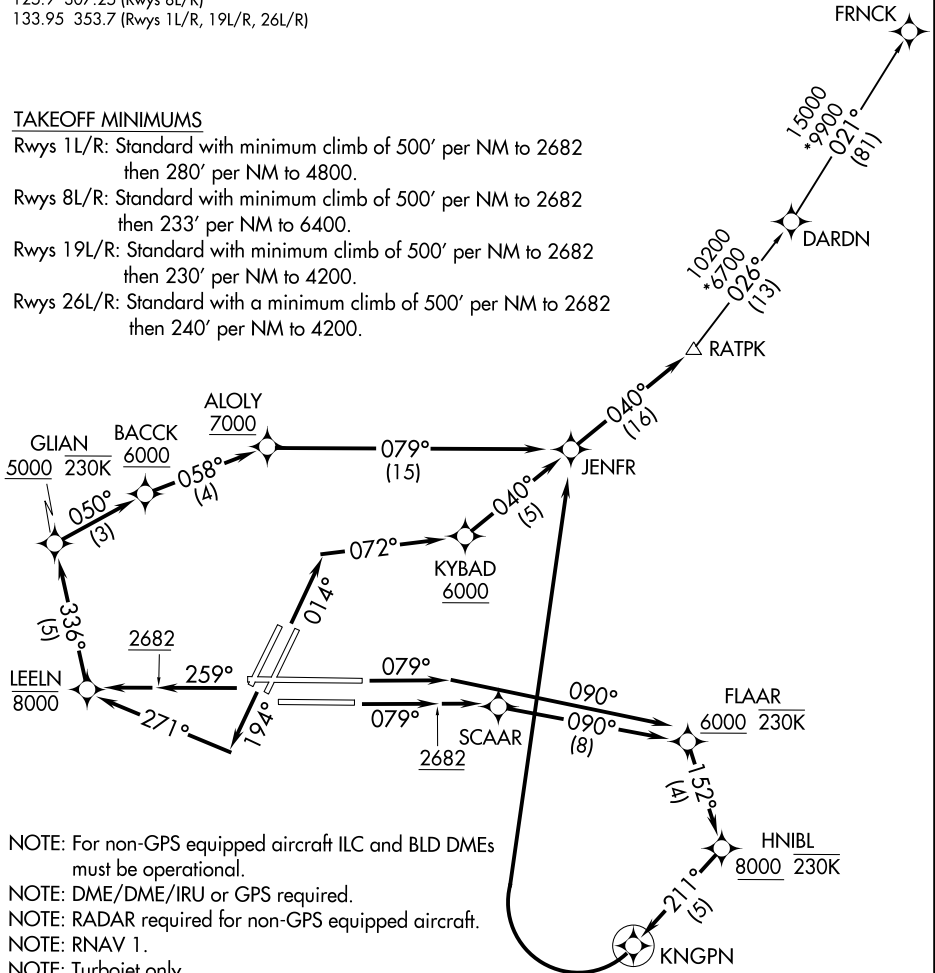 133.95 353.7 (Rwys 1L/R, 19L/R, 26L/R)
TAKEOFF MINIMUMS
Rwys 1L/R: Standard with minimum climb of 500' per NM to 2682
then 280' per NM to 4800.
Rwys 8L/R: Standard with minimum climb of 500' per NM to 2682
then 233' per NM to 6400.
Rwys 19L/R: Standard with minimum climb of 500' per NM to 2682
then 230' per NM to 4200.
Rwys 26L/R: Standard with a minimum climb of 500' per NM to 2682
then 240' per NM to 4200.
FRNCK
15000
*9900
021°
(81)
DARDN
10200
*6700
026°
(13)
RATPK
040°
(16)
JENFR
ALOLY
7000
079°
(15)
BACCK
6000
058°
(4)
GLIAN
5000 230K
050°
(3)
040°
(5)
KYBAD
6000
072°
014°
336°
(5)
LEELN
8000
2682
259°
271°
194°
079°
090°
079°
2682
SCAAR
090°
(8)
FLAAR
6000 230K
152°
(4)
HNIBL
8000 230K
211°
(5)
KNGPN
NOTE: For non-GPS equipped aircraft ILC and BLD DMEs
must be operational.
NOTE: DME/DME/IRU or GPS required.
NOTE: RADAR required for non-GPS equipped aircraft.
NOTE: RNAV 1.
NOTE: Turbojet only